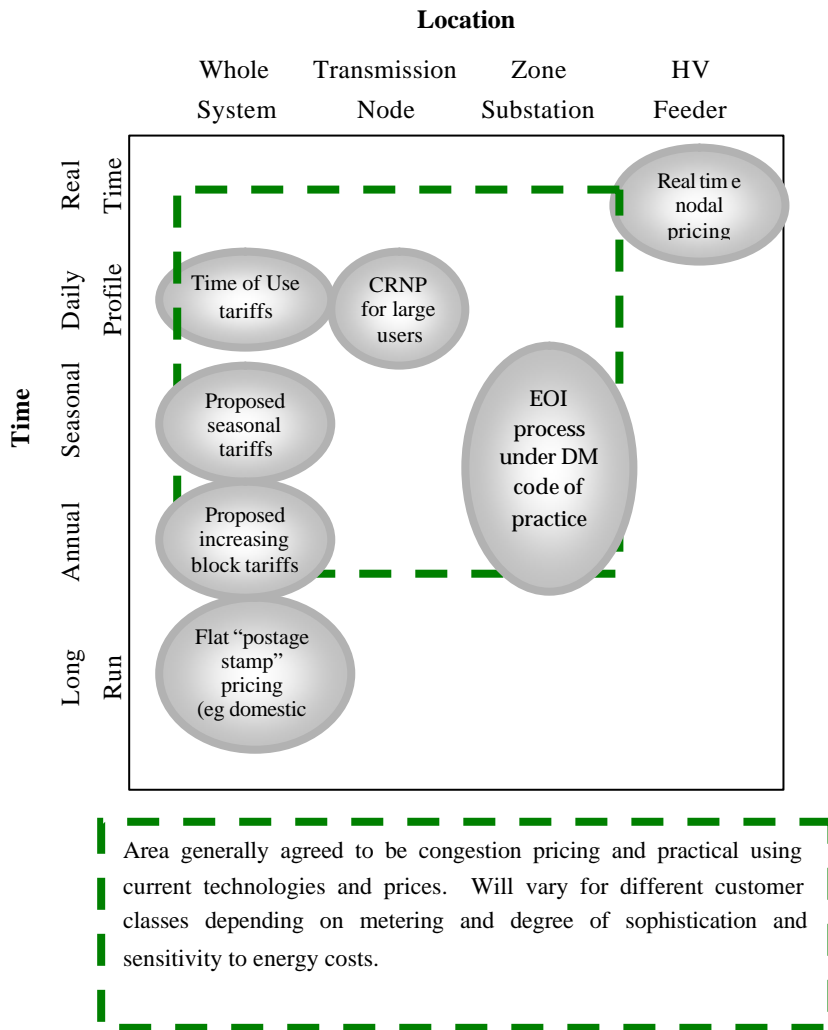 Location
Whole System
Transmission Node
Zone Substation
HV Feeder
Time
Real Time
Daily Profile
Seasonal
Annual
Long Run
Real tim e
nodal
pricing
Time of Use
tariffs
CRNP
for large
users
Proposed
seasonal
tariffs
EOI
process
under DM
code of
practice
Proposed
increasing
block tariffs
Flat “postage
stamp”
pricing
(eg domestic
Area generally agreed to be congestion pricing and practical using
current technologies and prices. Will vary for different customer
classes depending on metering and degree of sophistication and
sensitivity to energy costs.